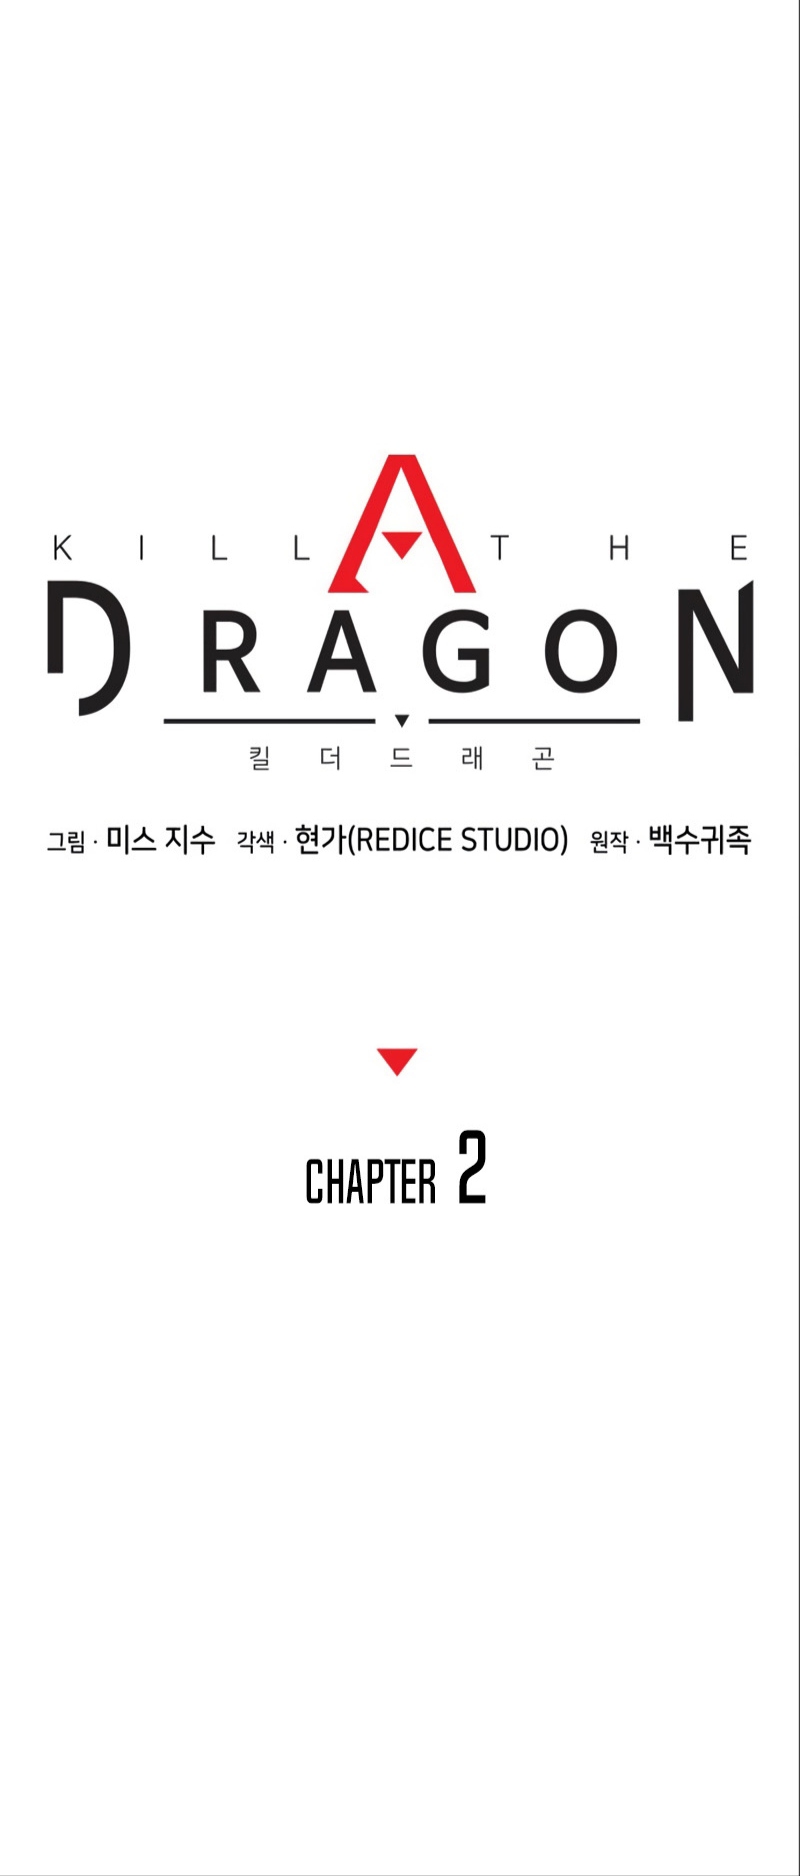 KILL THE
DRAGON
킬더드래곤
그림 · 미스 지수 각색 · 현가(REDICE STUDIO) 원작 · 백수귀족
CHAPTER 2